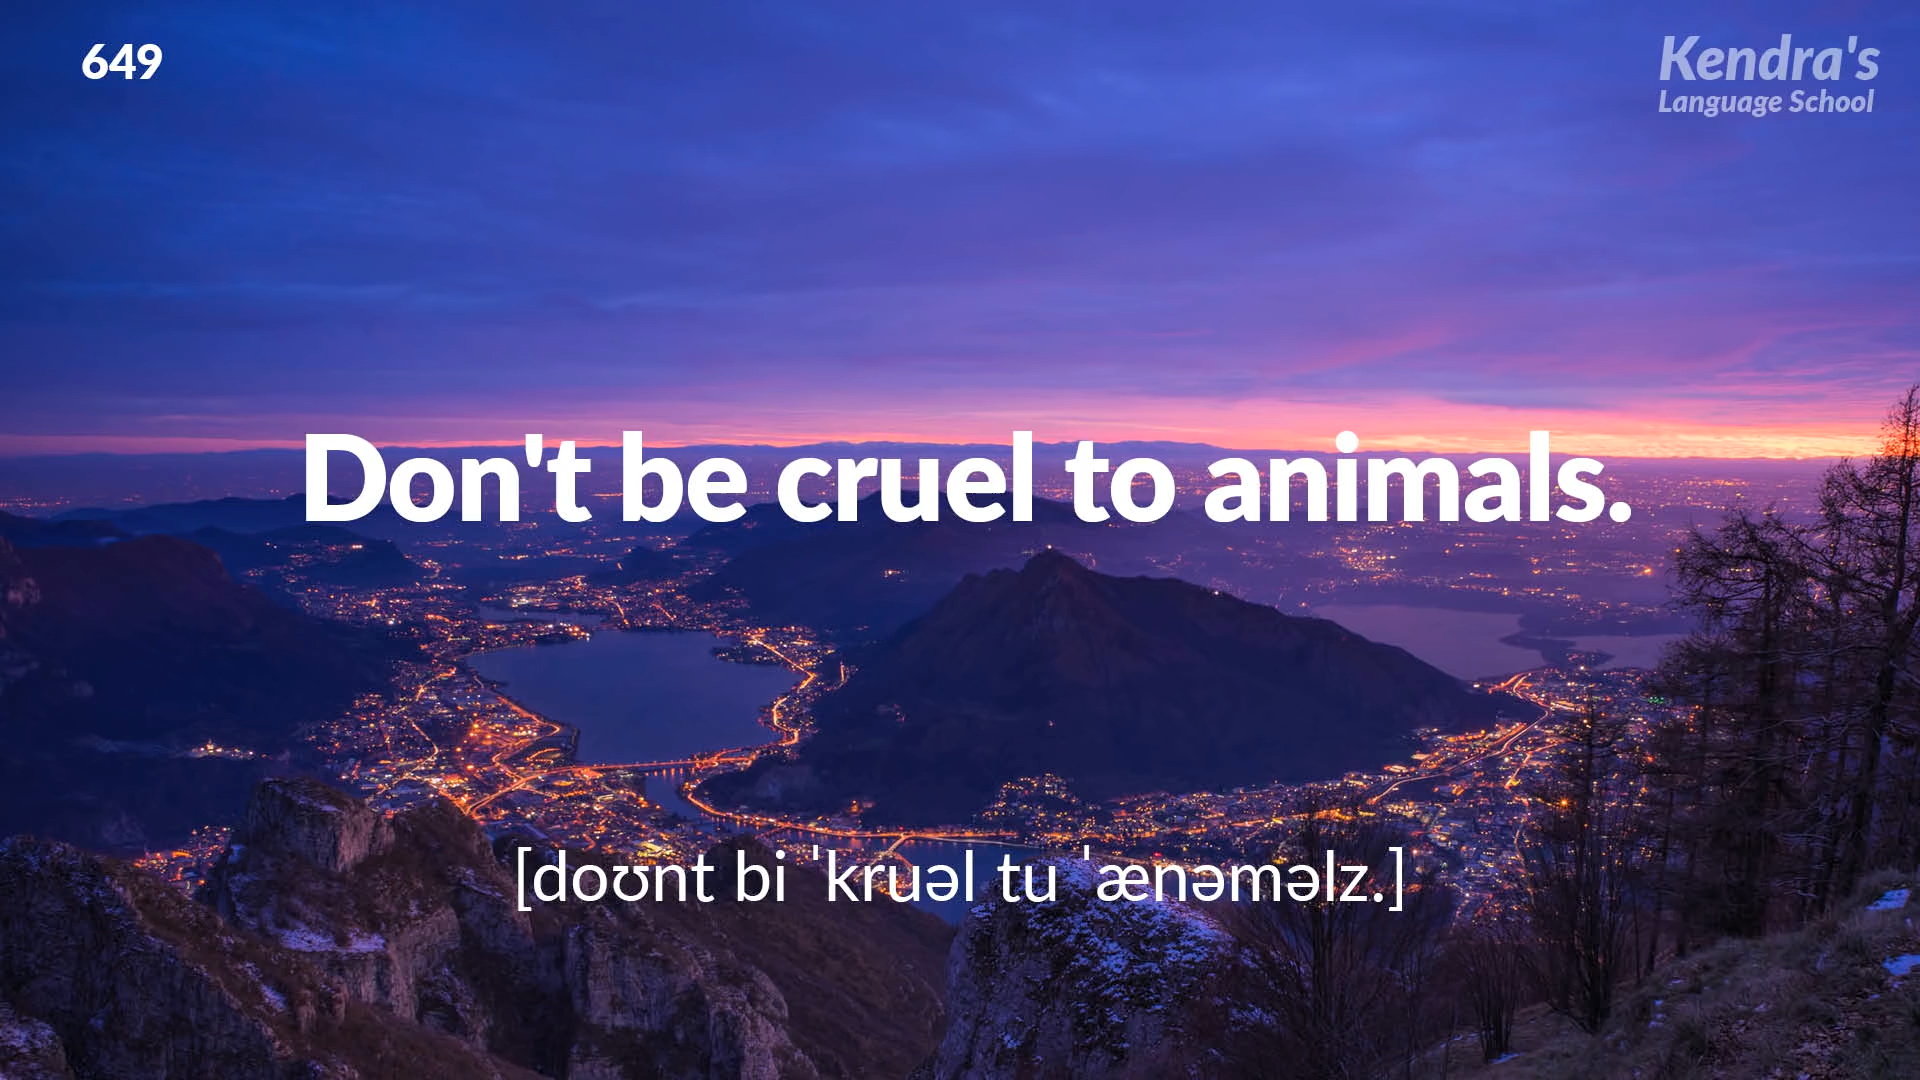 649
Kendra's
Language School
Don't be cruel to animals.
[doʊnt bi ˈkruəl tu ˈænəməlz.]